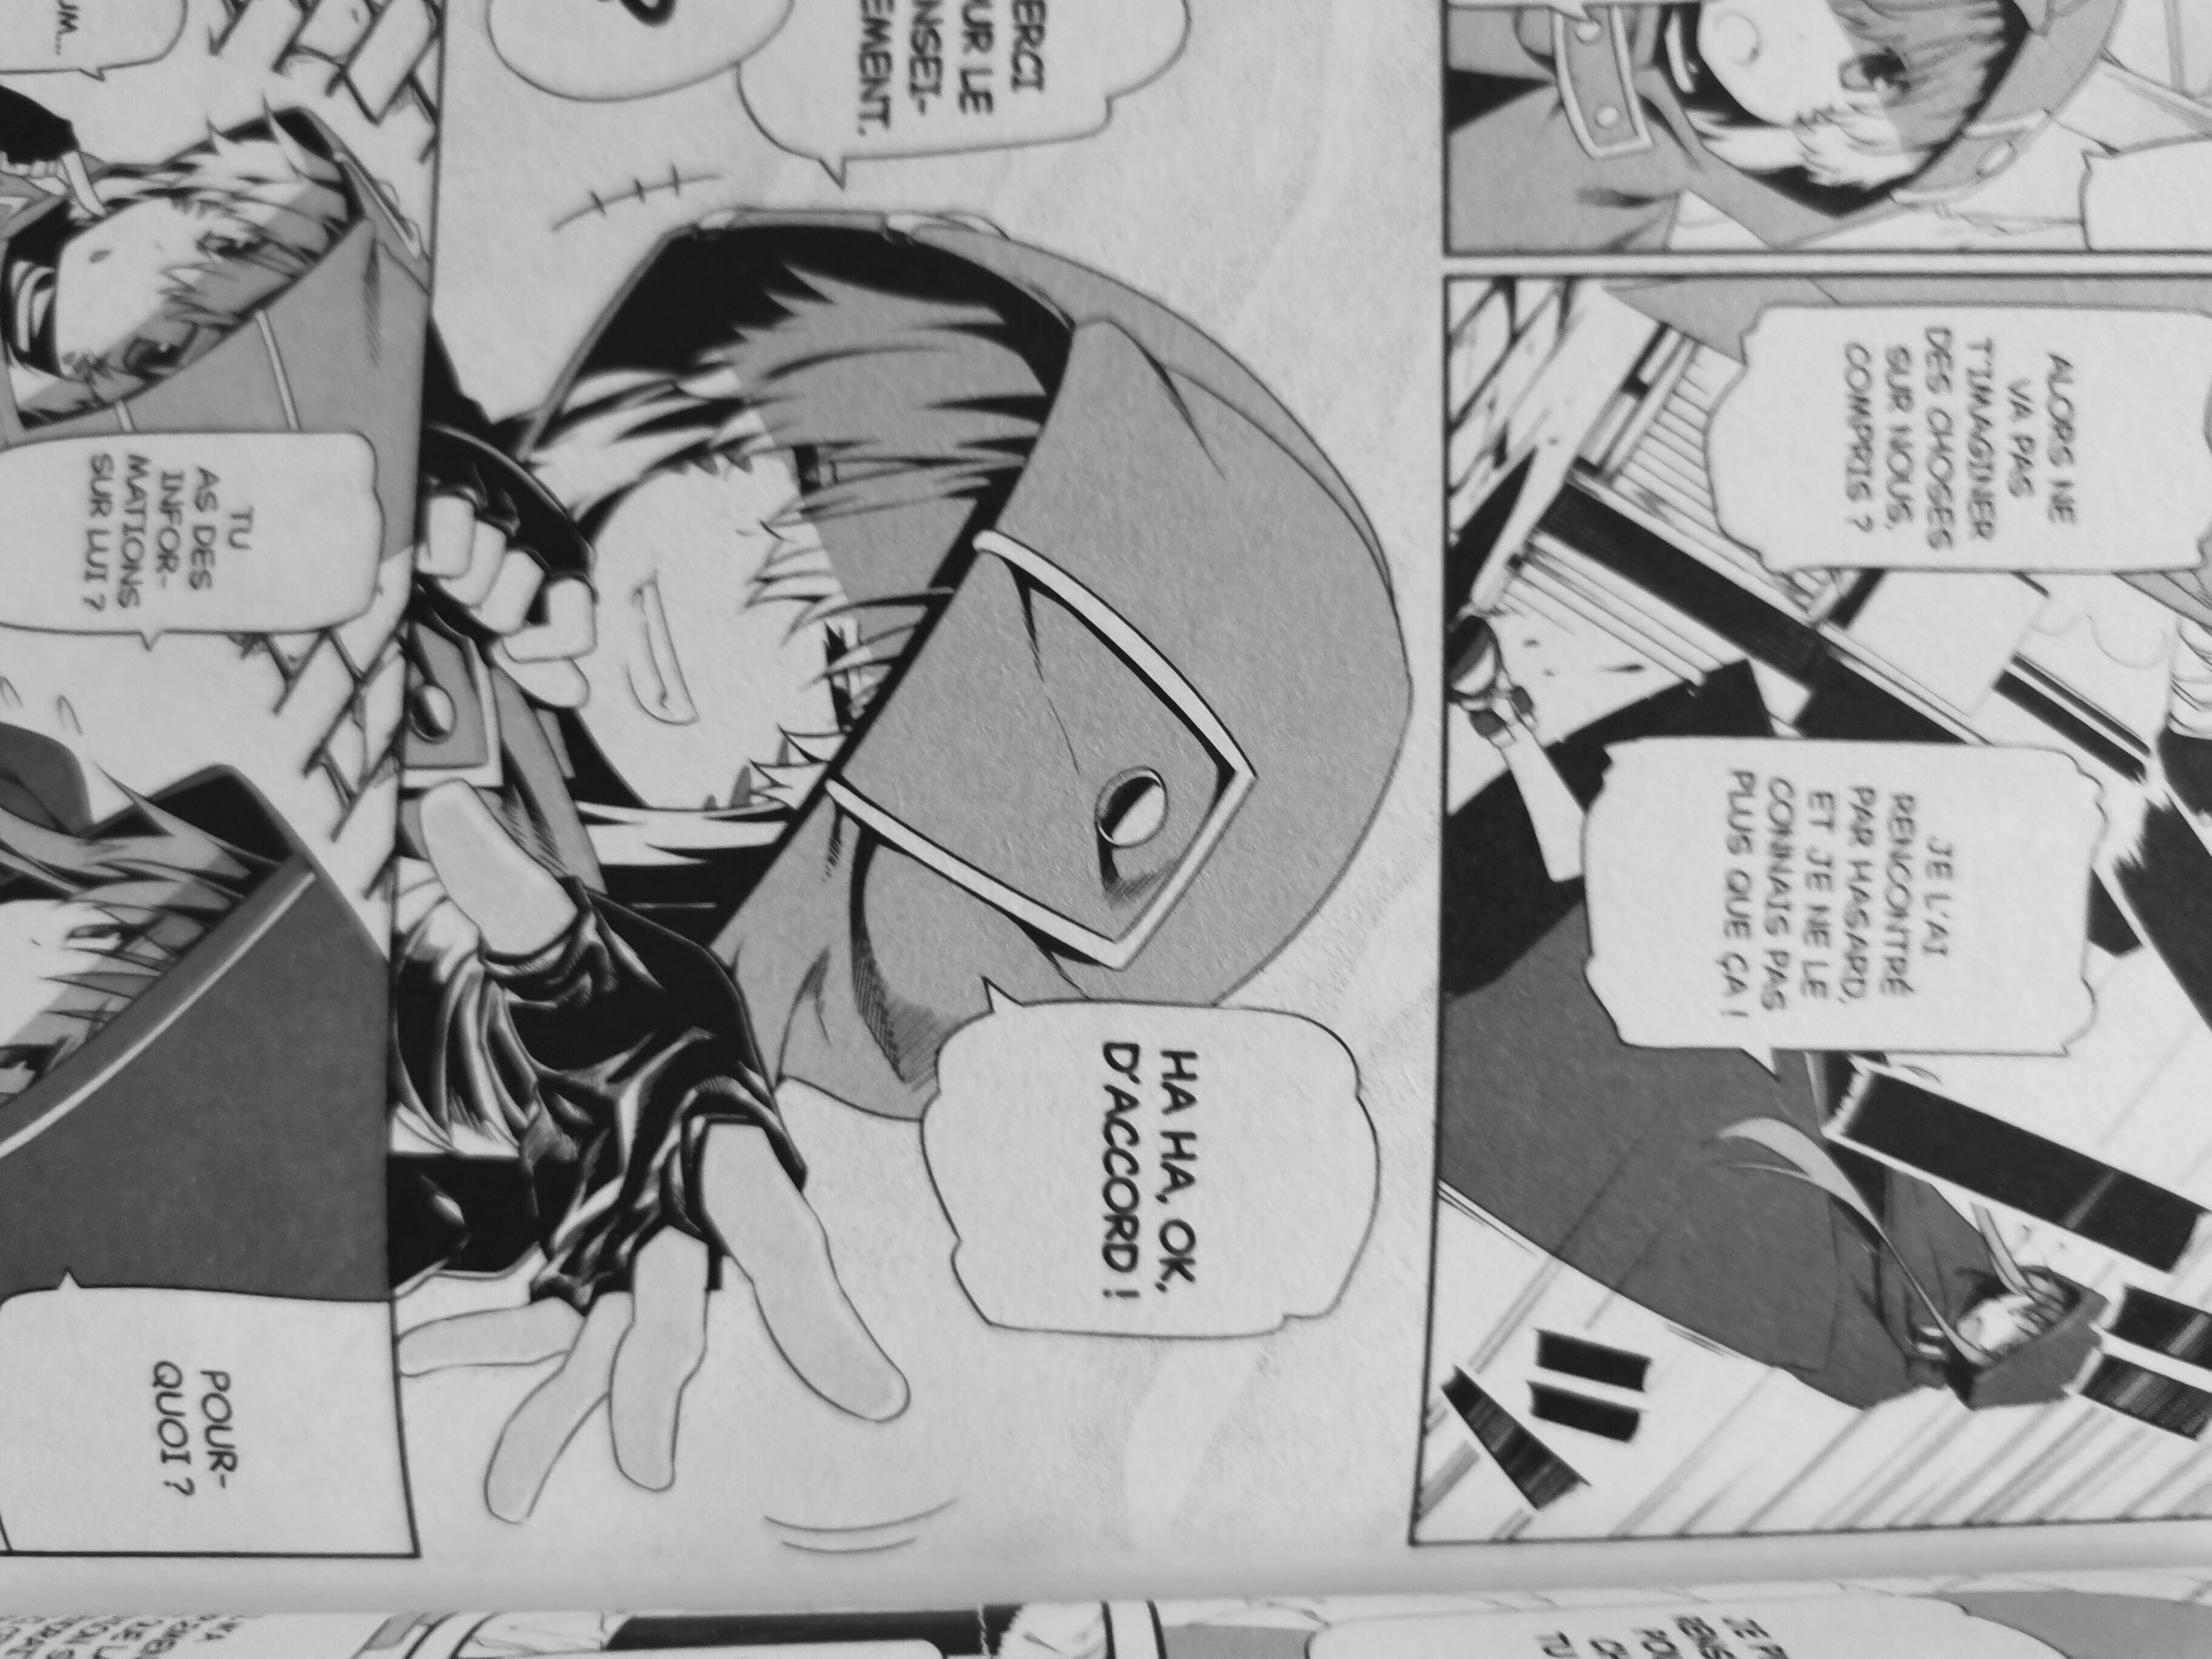 ALORS NE
VA PAS
T'IMAGINER
DES CHOSES
SUR NOUS,
COMPRIS ?
JE L'AI
RENCONTRÉ
PAR HASARD,
ET JE NE LE
CONNAIS PAS
PLUS QUE ÇA !
HA HA, OK,
D'ACCORD !
ERCI
UR LE
NSEI-
EMENT.
?
POUR-
QUOI ?
TU
AS DES
INFOR-
MATIONS
SUR LUI ?
UM...